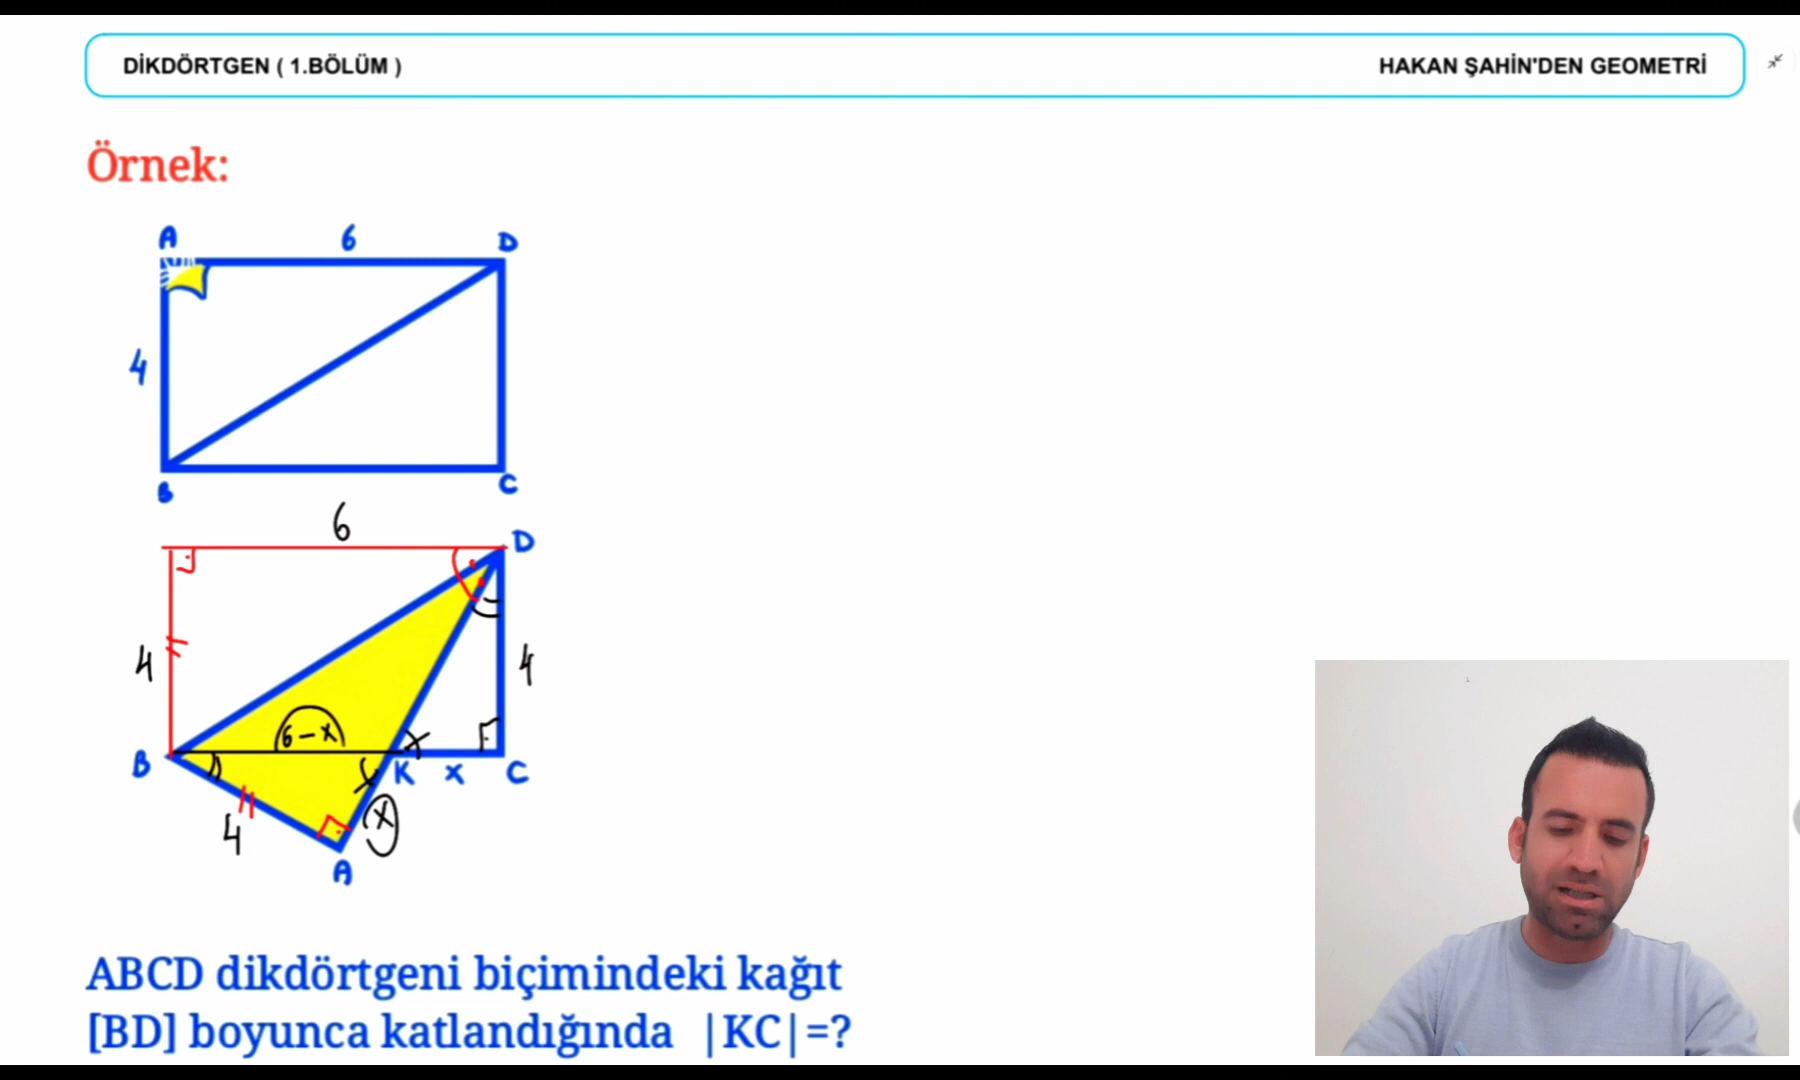 DİKDÖRTGEN ( 1.BÖLÜM )
HAKAN ŞAHİN'DEN GEOMETRİ
Örnek:
A 6 D
4
B C
6
D
4 4
6-x
B K x C
4 x
A
ABCD dikdörtgeni biçimindeki kağıt
[BD] boyunca katlandığında |KC|=?